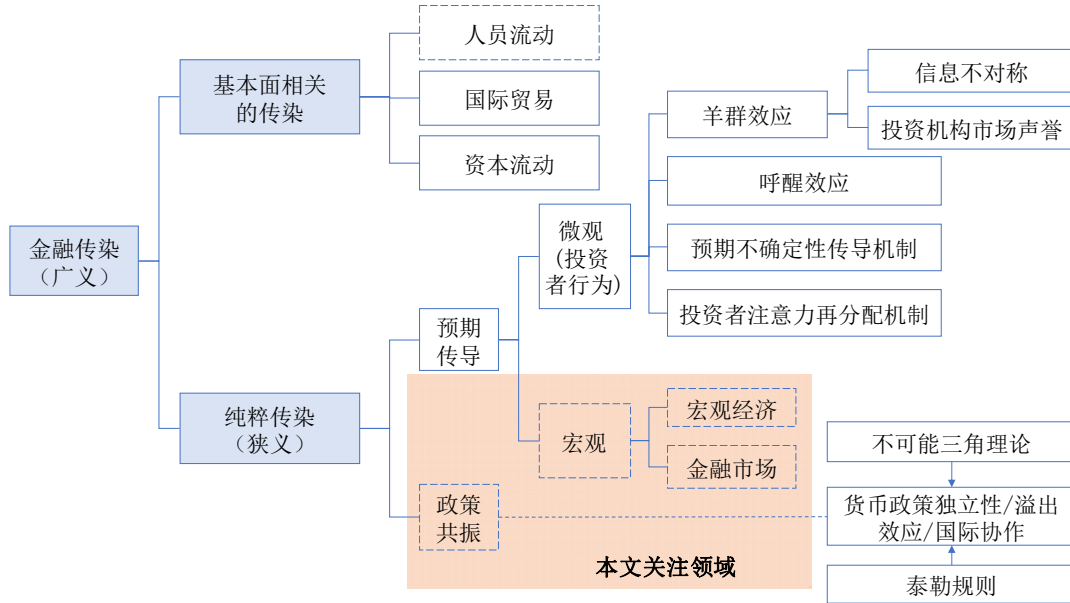 金融传染
（广义）
基本面相关
的传染
人员流动
国际贸易
资本流动
纯粹传染
（狭义）
预期
传导
微观
(投资
者行为)
羊群效应
信息不对称
投资机构市场声誉
呼醒效应
预期不确定性传导机制
投资者注意力再分配机制
宏观
宏观经济
金融市场
政策
共振
本文关注领域
不可能三角理论
货币政策独立性/溢出
效应/国际协作
泰勒规则